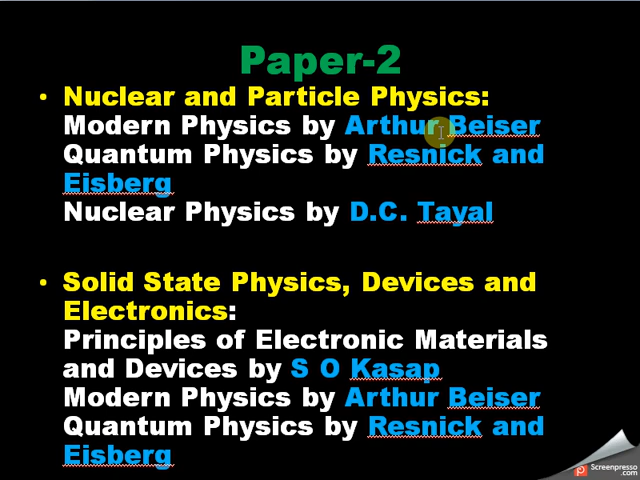 Paper-2
• Nuclear and Particle Physics:
Modern Physics by Arthur Beiser
Quantum Physics by Resnick and
Eisberg
Nuclear Physics by D.C. Tayal
• Solid State Physics, Devices and
Electronics:
Principles of Electronic Materials
and Devices by S O Kasap
Modern Physics by Arthur Beiser
Quantum Physics by Resnick and
Eisberg
Screenpresso
.com